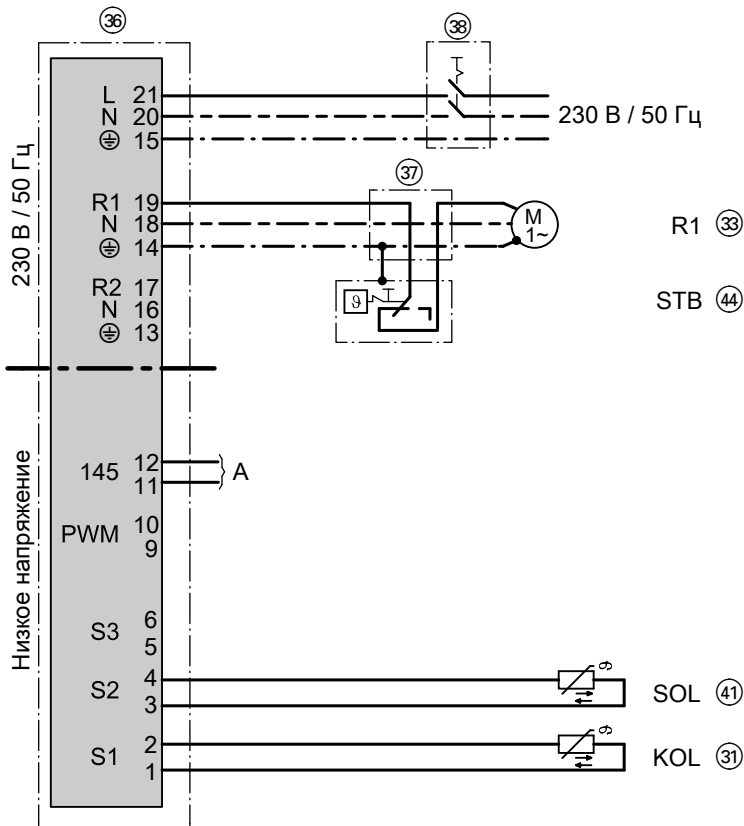 36
38
L 21
N 20
15
230 В / 50 Гц
230 В / 50 Гц
37
R1 19
N 18
14
M
1~
R1 33
R2 17
N 16
13
ϑ
STB 44
145 12
11
A
PWM 10
9
Низкое напряжение
S3 6
5
S2 4
3
ϑ
SOL 41
S1 2
1
ϑ
KOL 31